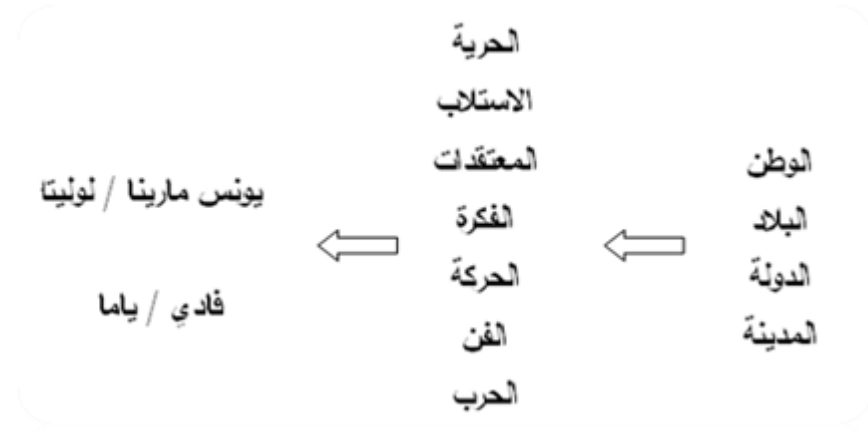 الوطن
البلاد
الدولة
المدينة
الحرية
الاستلاب
المعتقدات
الفكرة
الحركة
الفن
الحرب
يونس مارينا / لوليتا
فادي / ياما